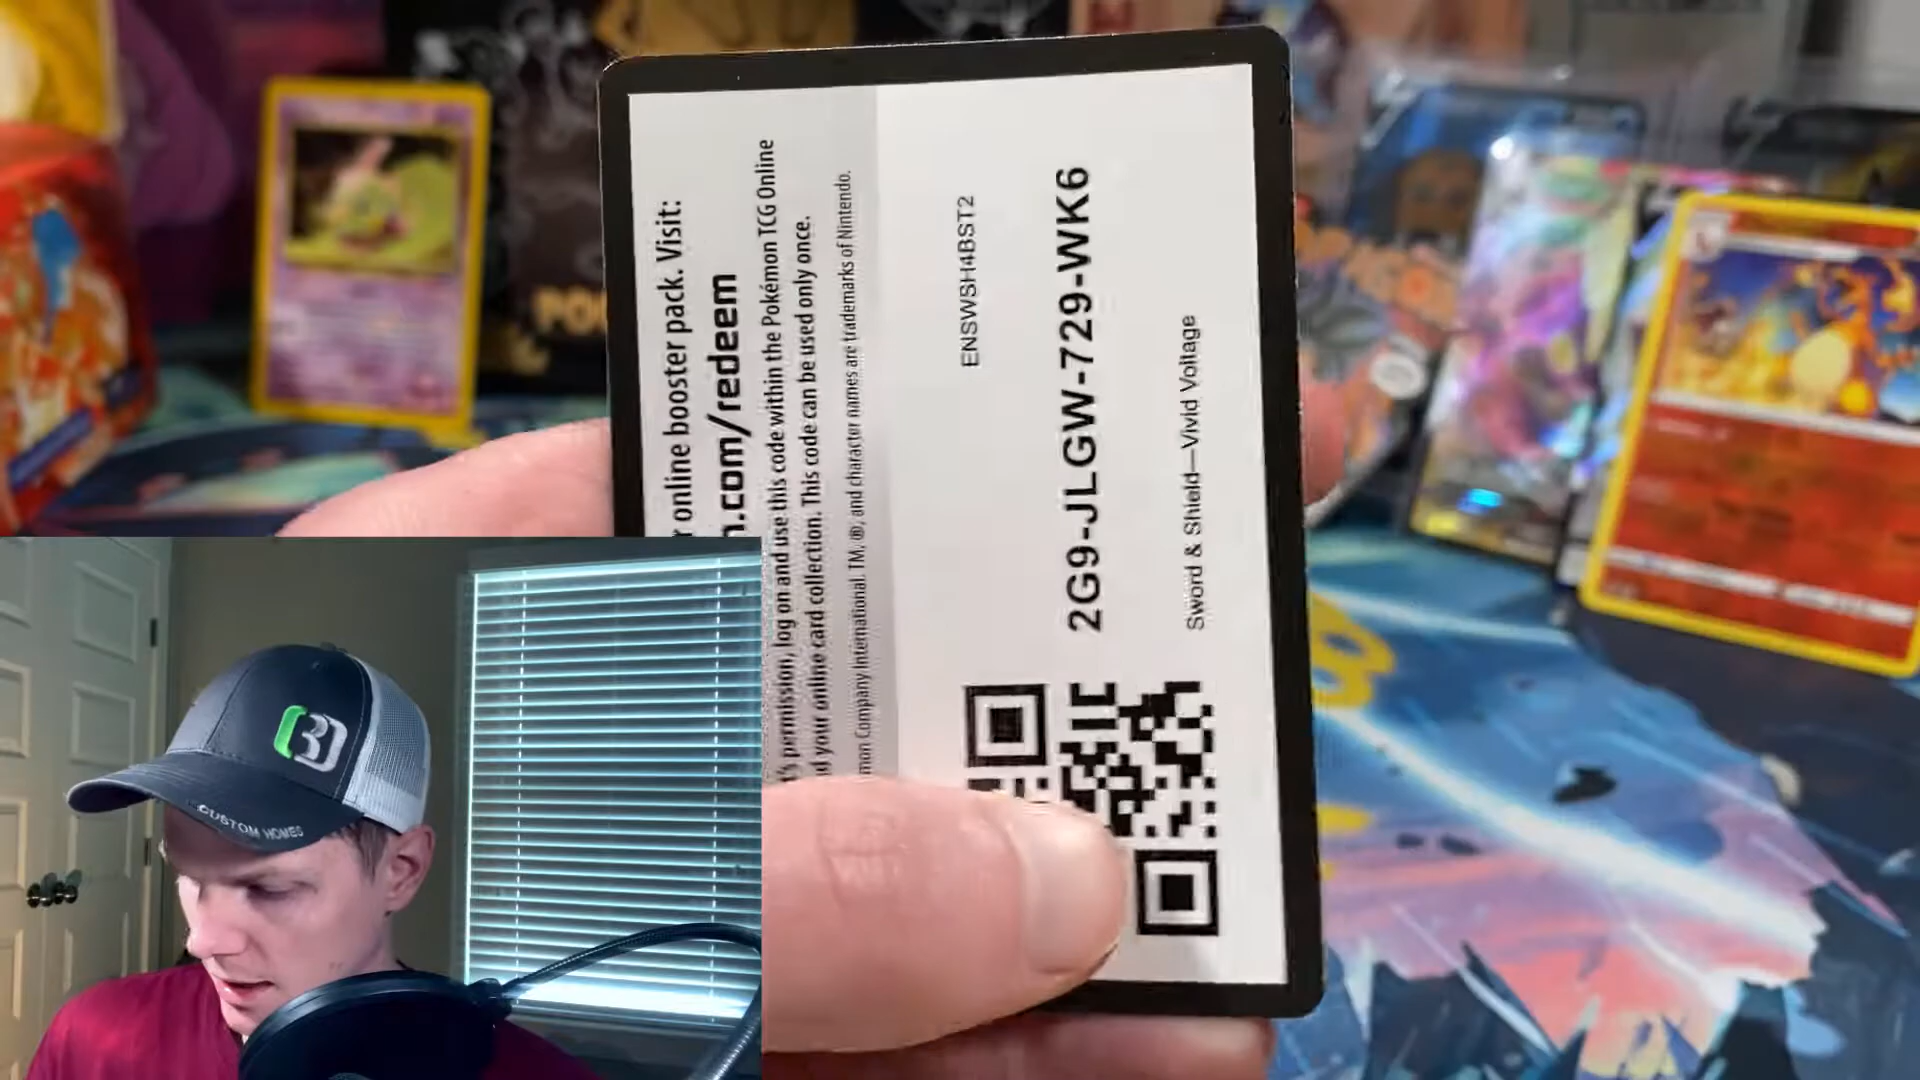 r online booster pack. Visit:
n.com/redeem
permission, log on and use this code within the Pokémon TCG Online
your online card collection. This code can be used only once.
mon Company International. TM, ®, and character names are trademarks of Nintendo.
ENSWSH4BST2
2G9-JLGW-729-WK6
Sword & Shield—Vivid Voltage
CUSTOM HOMES
PO